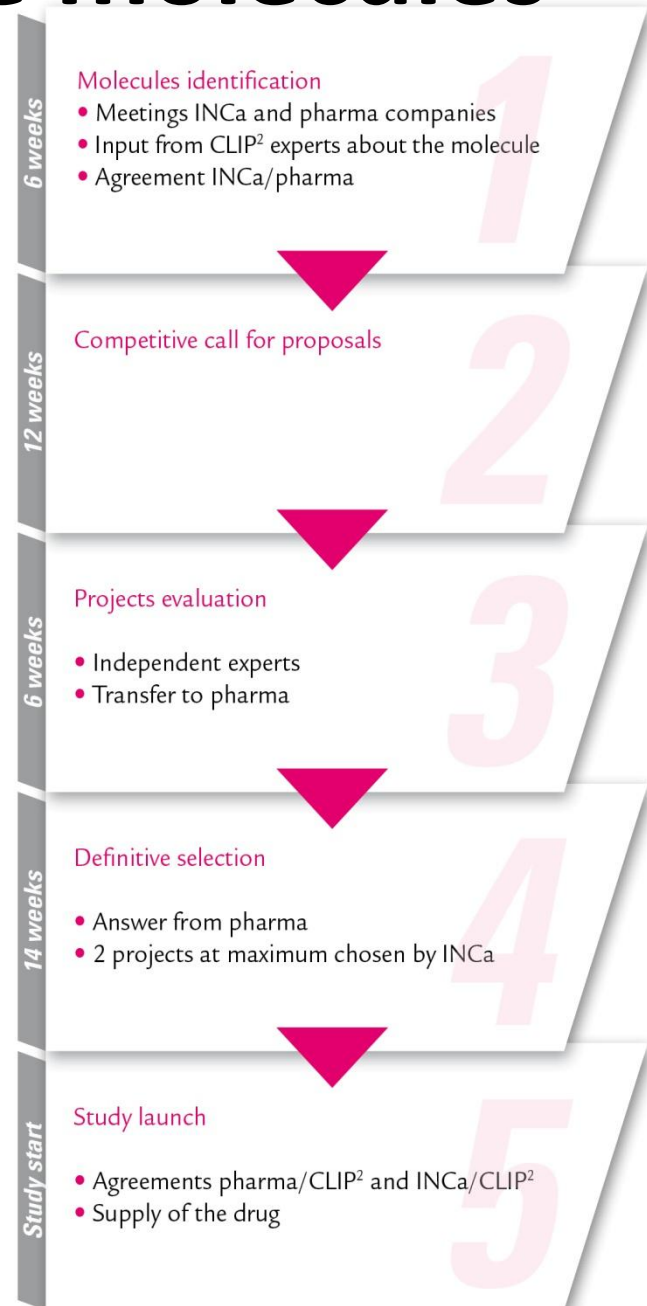 molecules
6 weeks
1
Molecules identification
• Meetings INCa and pharma companies
• Input from CLIP² experts about the molecule
• Agreement INCa/pharma
12 weeks
2
Competitive call for proposals
6 weeks
3
Projects evaluation
• Independent experts
• Transfer to pharma
14 weeks
4
Definitive selection
• Answer from pharma
• 2 projects at maximum chosen by INCa
Study start
5
Study launch
• Agreements pharma/CLIP² and INCa/CLIP²
• Supply of the drug